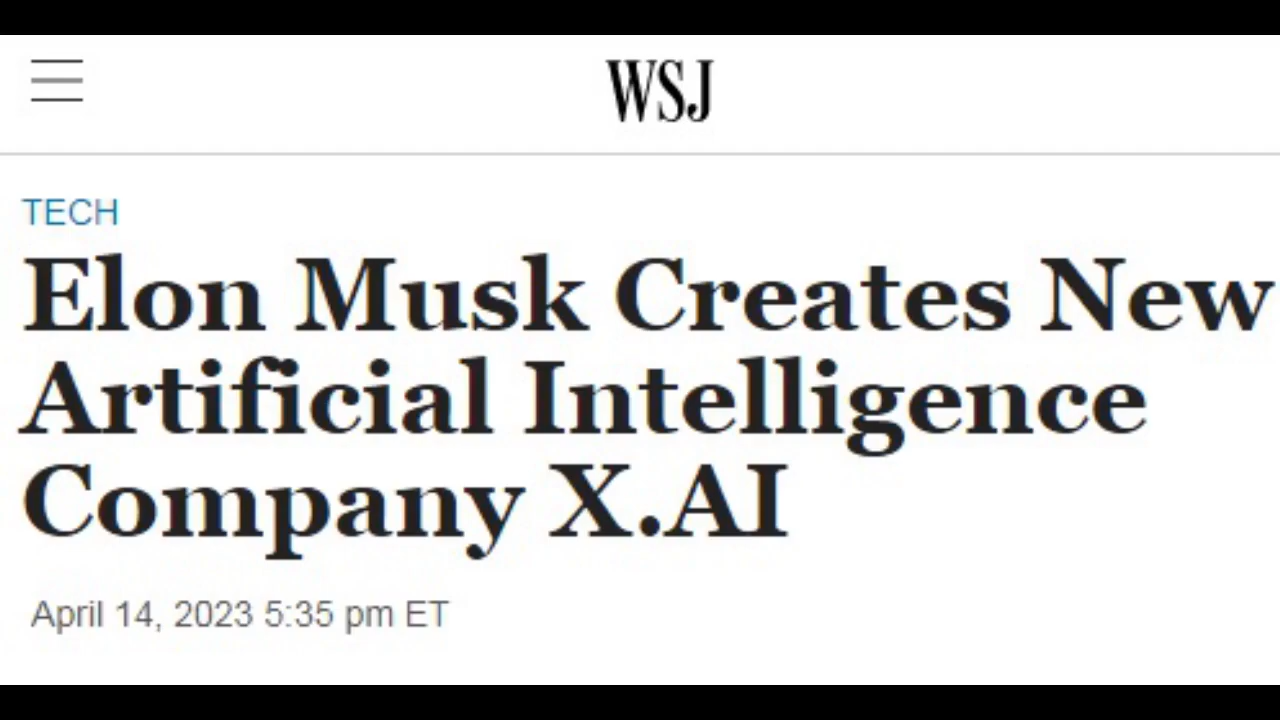 WSJ
TECH
Elon Musk Creates New
Artificial Intelligence
Company X.AI
April 14, 2023 5:35 pm ET